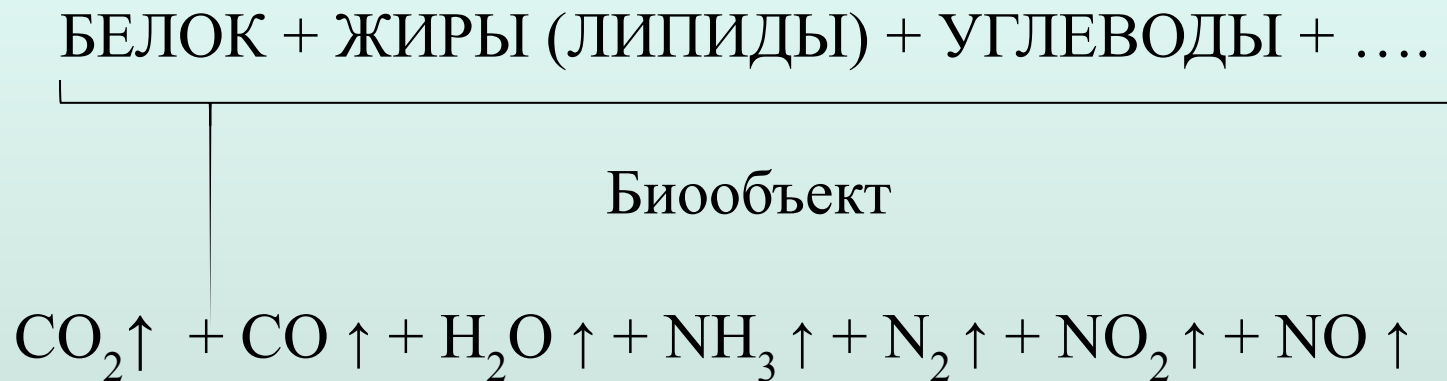 БЕЛОК + ЖИРЫ (ЛИПИДЫ) + УГЛЕВОДЫ + ….
Биообъект
CO₂↑ + CO ↑ + H₂O ↑ + NH₃ ↑ + N₂ ↑ + NO₂ ↑ + NO ↑